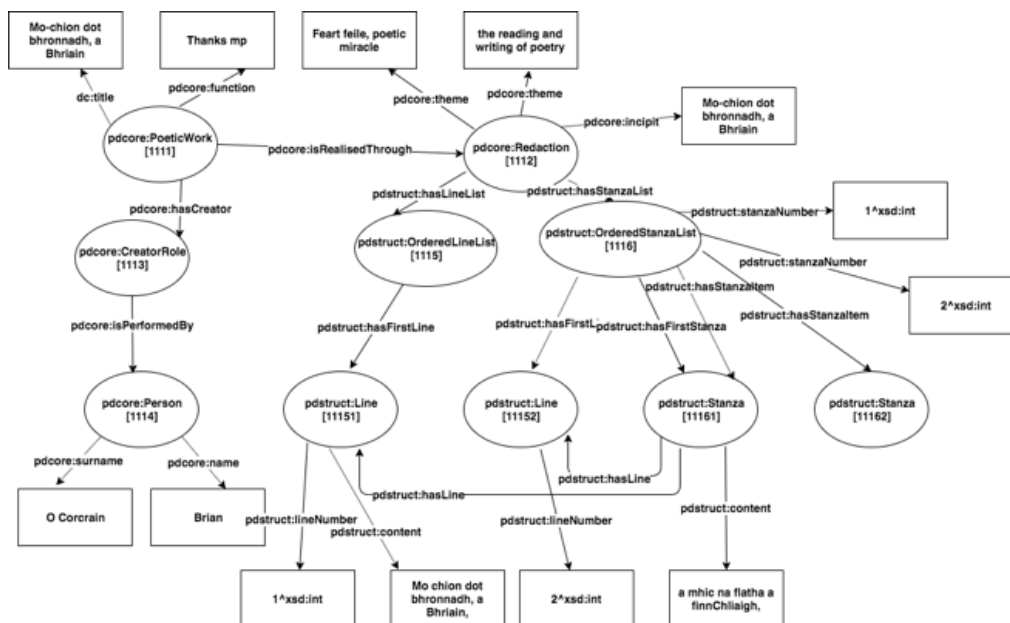 Mo-chion dot
bhronnadh, a
Bhriain
Thanks mp
Feart feile, poetic
miracle
the reading and
writing of poetry
dc:title
pdcore:function
pdcore:theme
pdcore:theme
pdcore:incipit
Mo-chion dot
bhronnadh, a
Bhriain
pdcore:PoeticWork
[1111]
pdcore:isRealisedThrough
pdcore:Redaction
[1112]
pdcore:hasCreator
pdstruct:hasLineList
pdstruct:hasStanzaList
pdstruct:stanzaNumber
1^xsd:int
pdcore:CreatorRole
[1113]
pdstruct:OrderedLineList
[1115]
pdstruct:OrderedStanzaList
[1116]
pdstruct:stanzaNumber
2^xsd:int
pdstruct:hasStanzaItem
pdstruct:hasStanzaItem
pdcore:isPerformedBy
pdstruct:hasFirstLine
pdstruct:hasFirstL
pdstruct:hasFirstStanza
pdcore:Person
[1114]
pdstruct:Line
[11151]
pdstruct:Line
[11152]
pdstruct:Stanza
[11161]
pdstruct:Stanza
[11162]
pdcore:surname
pdcore:name
pdstruct:hasLine
pdstruct:hasLine
O Corcrain
Brian
pdstruct:lineNumber
pdstruct:content
pdstruct:lineNumber
pdstruct:content
1^xsd:int
Mo chion dot
bhronnadh, a
Bhriain,
2^xsd:int
a mhic na flatha a
finnChliaigh,